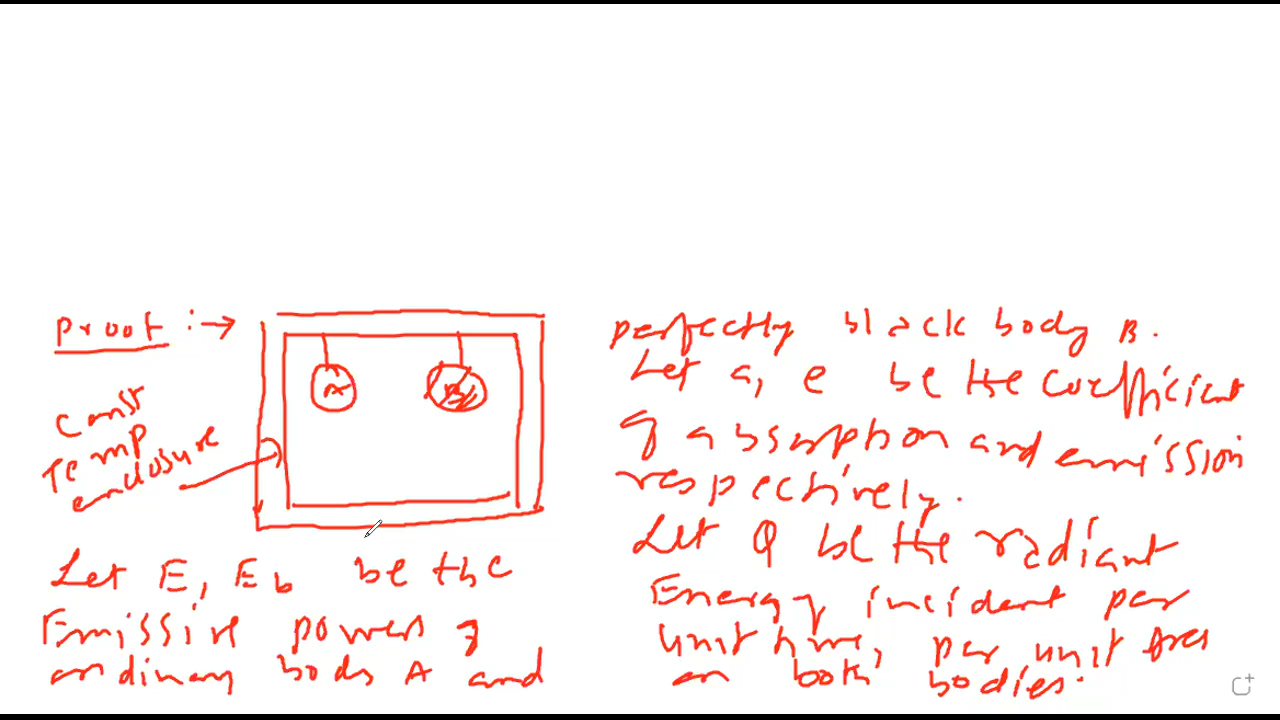 Proof :→
const
Temp
enclosure
A B
Let E, Eb be the
Emissive power of
ordinary body A and
perfectly black body B.
Let a, e be the coefficient
of absorption and emission
respectively.
Let Q be the radiant
Energy incident per
unit time, per unit area
on both bodies.